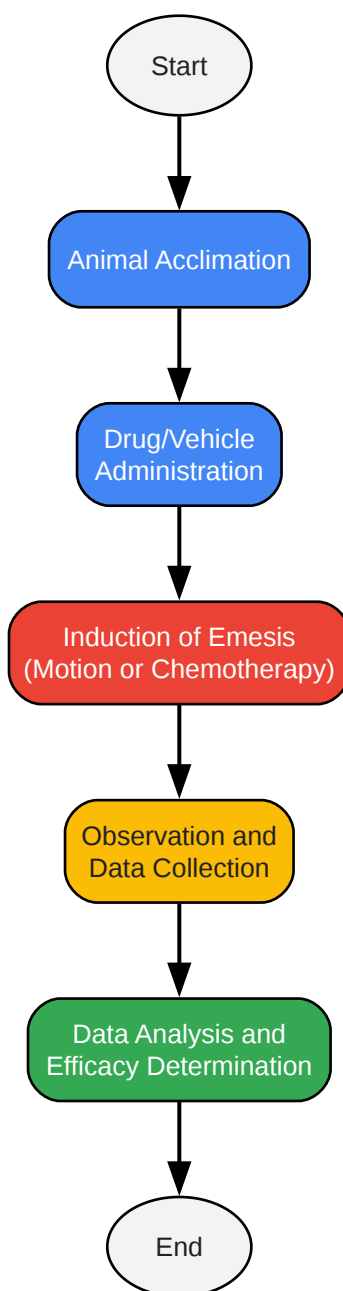 Start
Animal Acclimation
Drug/Vehicle
Administration
Induction of Emesis
(Motion or Chemotherapy)
Observation and
Data Collection
Data Analysis and
Efficacy Determination
End